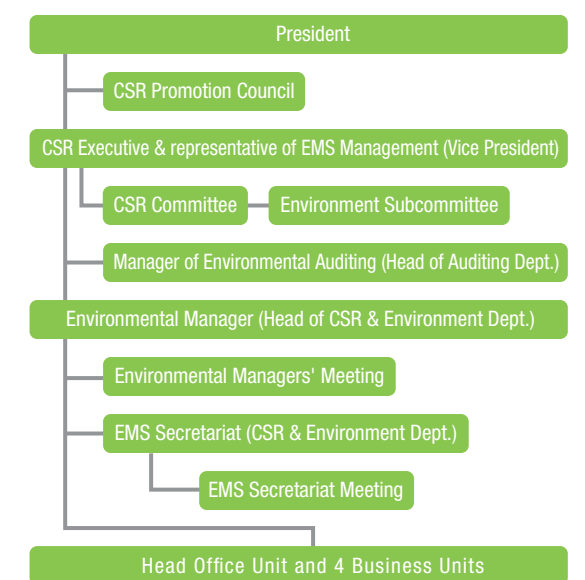 President
CSR Promotion Council
CSR Executive & representative of EMS Management (Vice President)
CSR Committee
Environment Subcommittee
Manager of Environmental Auditing (Head of Auditing Dept.)
Environmental Manager (Head of CSR & Environment Dept.)
Environmental Managers' Meeting
EMS Secretariat (CSR & Environment Dept.)
EMS Secretariat Meeting
Head Office Unit and 4 Business Units